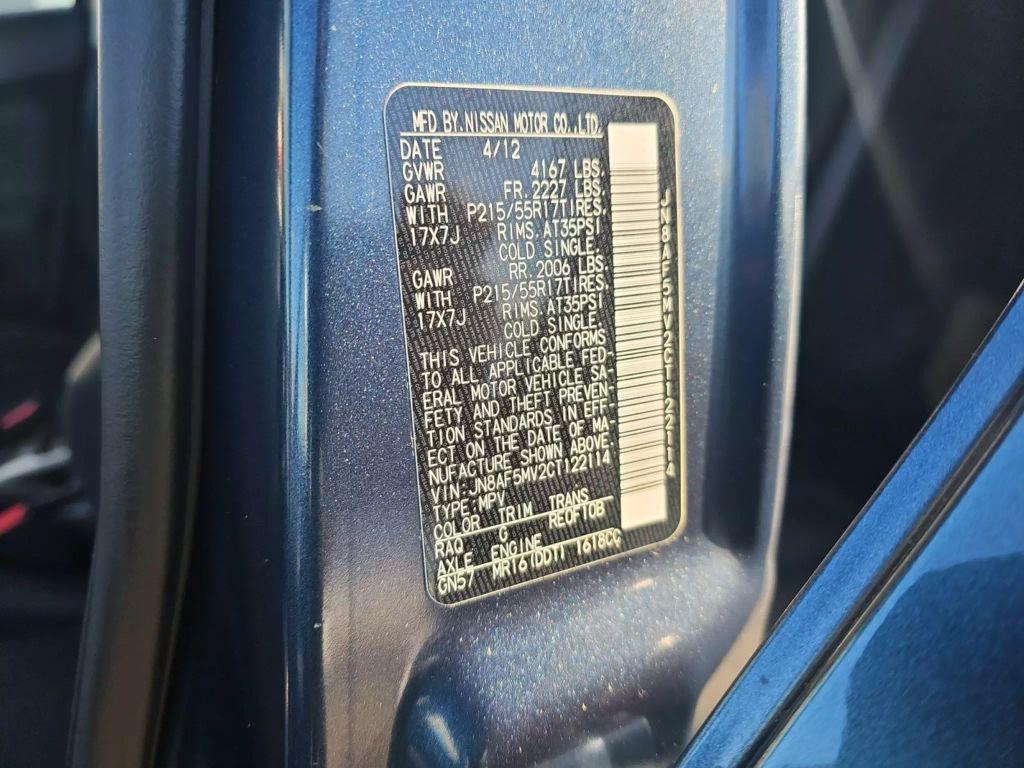 MFD BY NISSAN MOTOR CO.,LTD.
DATE 4/12
GVWR 4167 LBS.
GAWR FR. 2227 LBS.
WITH P215/55R17TIRES.
17X7J RIMS. AT35PSI
COLD SINGLE.
GAWR RR. 2006 LBS.
WITH P215/55R17TIRES.
17X7J RIMS. AT35PSI
COLD SINGLE.
THIS VEHICLE CONFORMS
TO ALL APPLICABLE FED-
ERAL MOTOR VEHICLE SA-
FETY AND THEFT PREVEN-
TION STANDARDS IN EFF-
ECT ON THE DATE OF MA-
NUFACTURE SHOWN ABOVE.
VIN:JN8AF5MV2CT122114
TYPE:MPV
COLOR TRIM TRANS
RAQ G RE0F10B
AXLE ENGINE
GN57 MR16(DDT) 1618CC
JN8AF5MV2CT122114